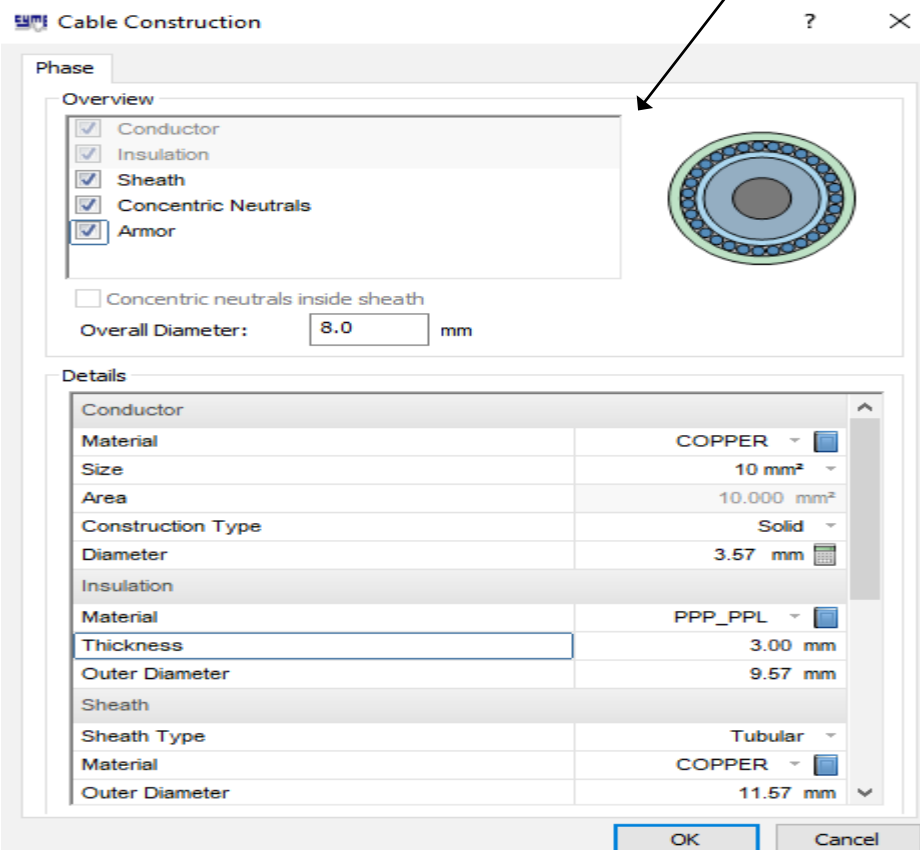 CYME Cable Construction ? ×
Phase
Overview
Conductor
Insulation
Sheath
Concentric Neutrals
Armor
Concentric neutrals inside sheath
Overall Diameter: 8.0 mm
Details
Conductor
Material COPPER
Size 10 mm²
Area 10.000 mm²
Construction Type Solid
Diameter 3.57 mm
Insulation
Material PPP_PPL
Thickness 3.00 mm
Outer Diameter 9.57 mm
Sheath
Sheath Type Tubular
Material COPPER
Outer Diameter 11.57 mm
OK Cancel